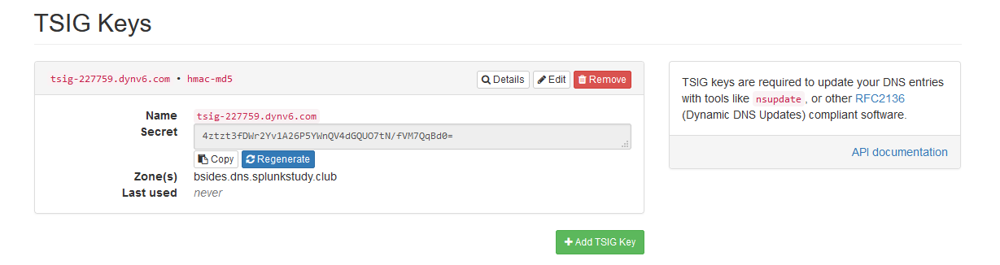 TSIG Keys
tsig-227759.dynv6.com • hmac-md5
Details
Edit
Remove
Name
tsig-227759.dynv6.com
Secret
4ztzt3fDWr2Yv1A26P5YWnQV4dGQUO7tN/fVM7QqBd0=
Copy
Regenerate
Zone(s)
bsides.dns.splunkstudy.club
Last used
never
Add TSIG Key
TSIG keys are required to update your DNS entries
with tools like nsupdate, or other RFC2136
(Dynamic DNS Updates) compliant software.
API documentation